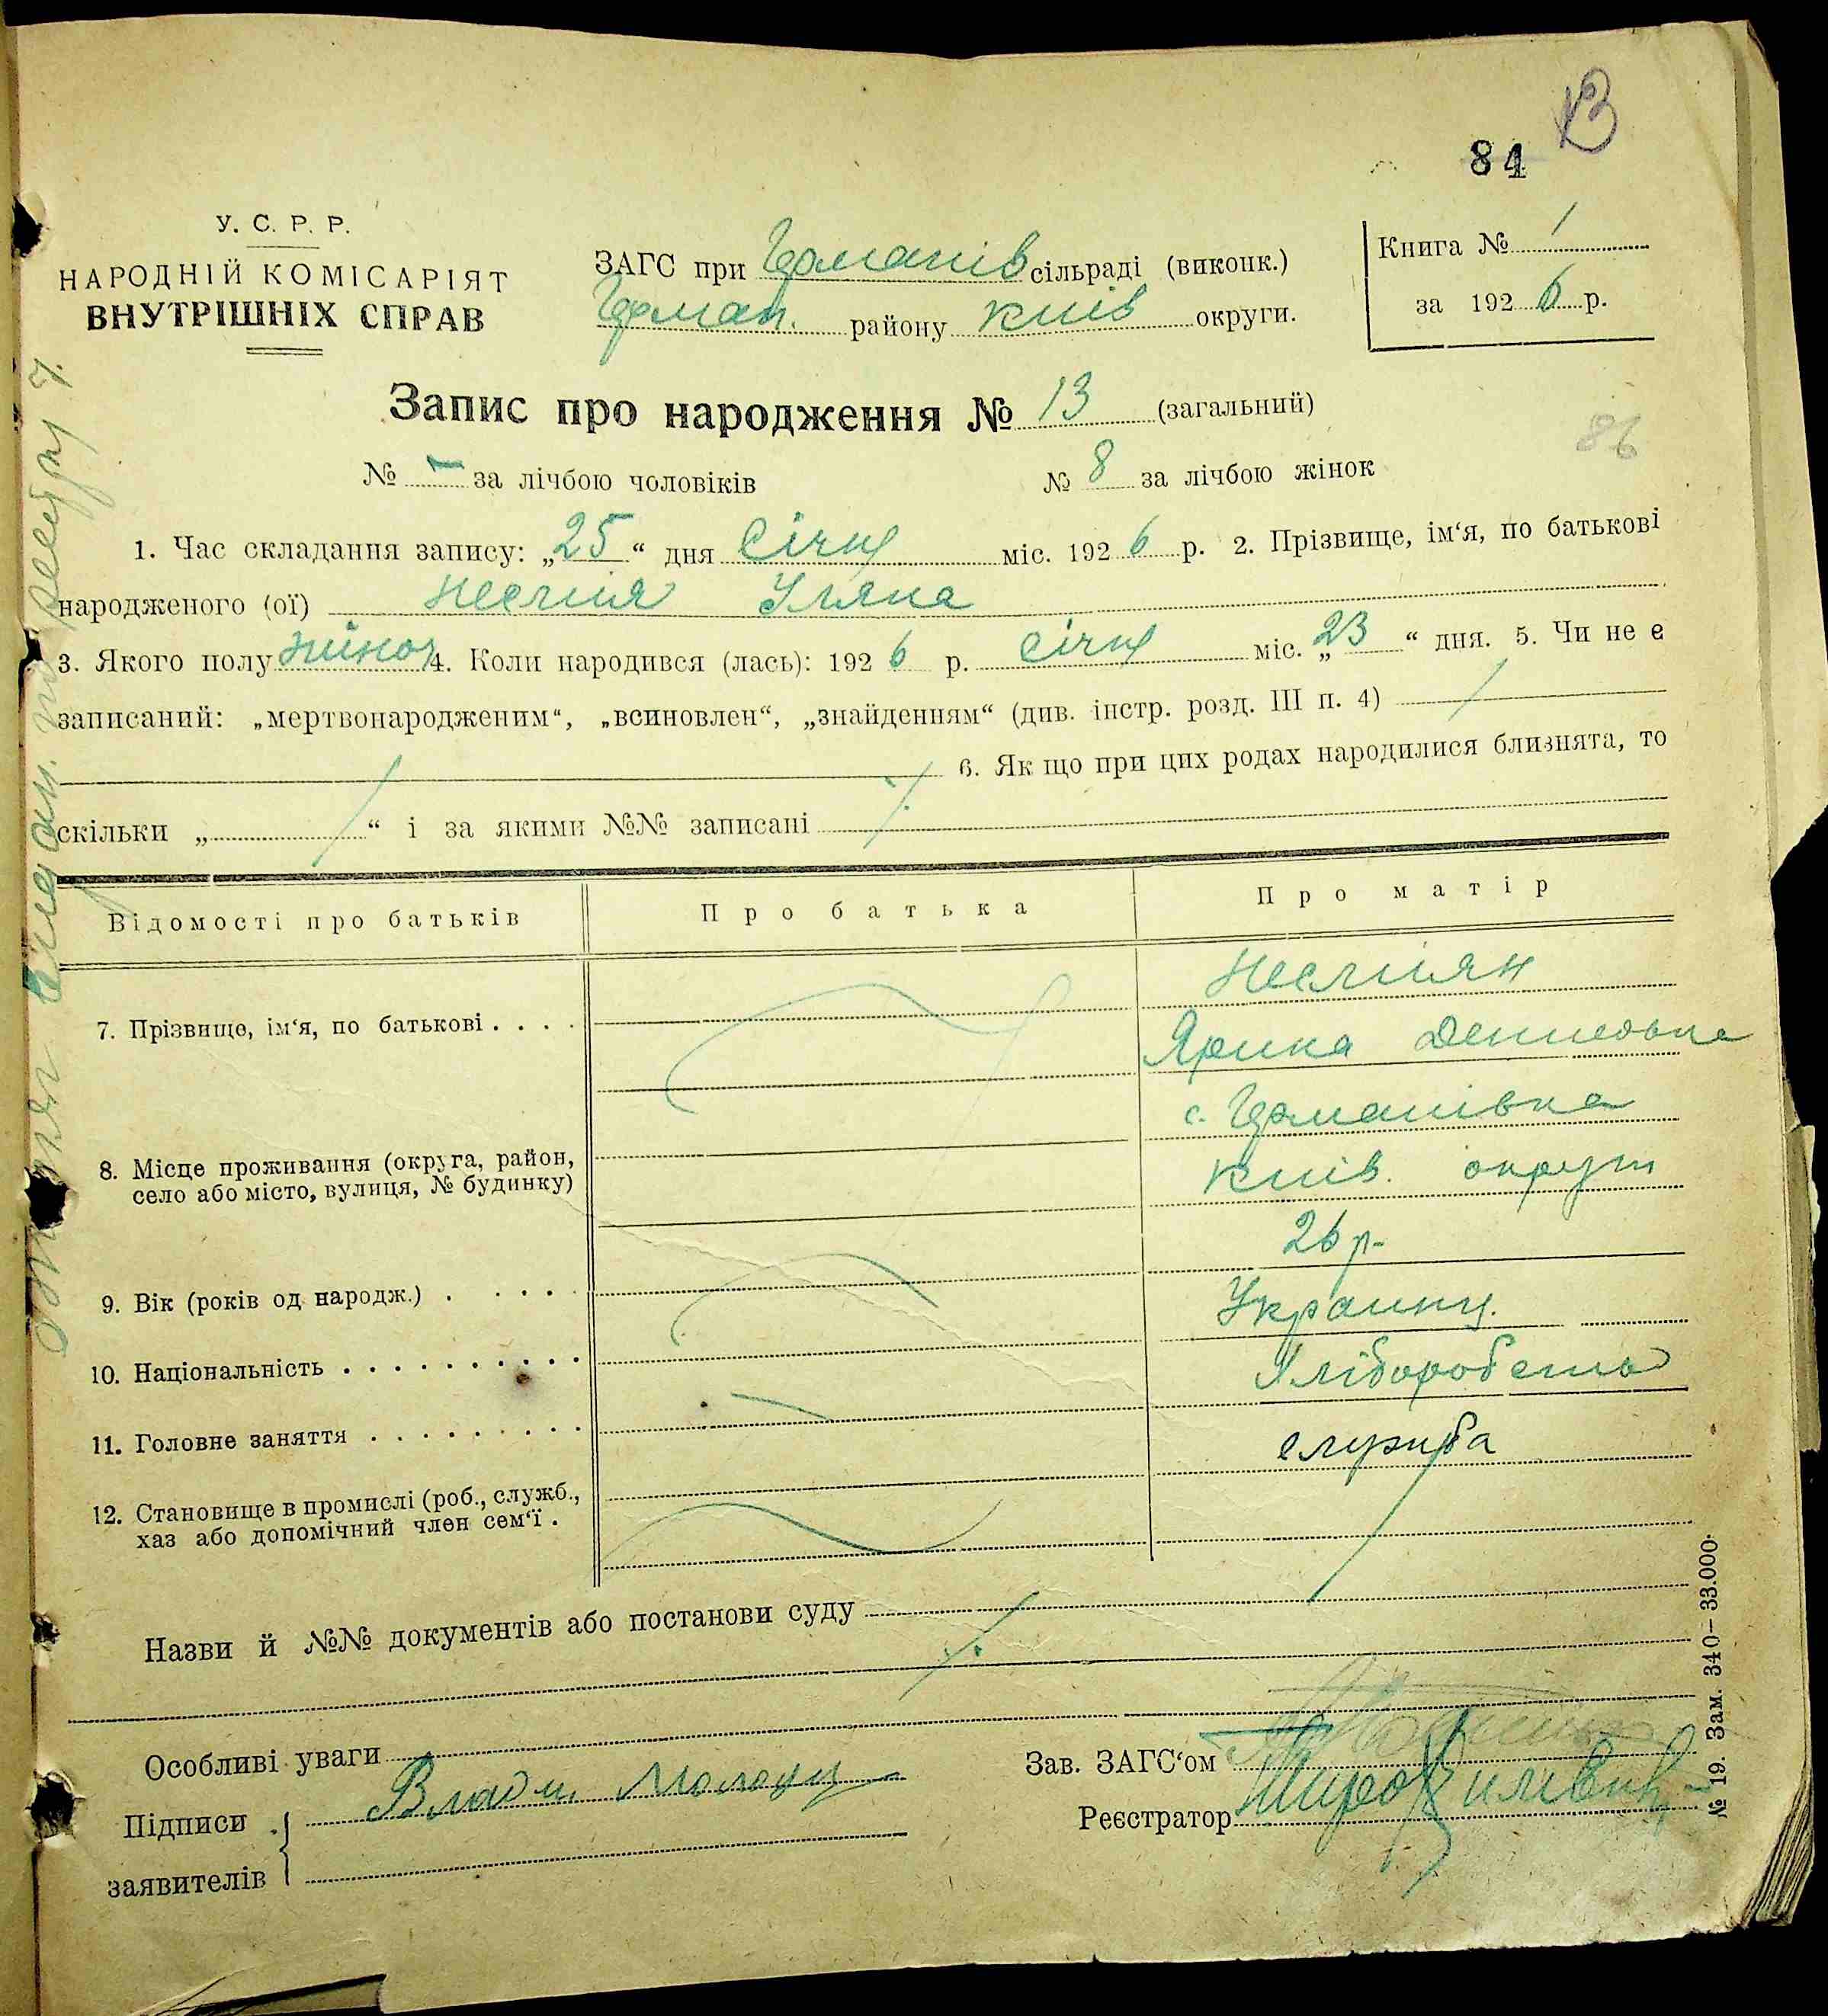 13
84
У. С. Р. Р.
НАРОДНІЙ КОМІСАРІЯТ
ВНУТРІШНІХ СПРАВ
ЗАГС при Германів сільраді (виконк.)
Герман. району Київ округи.
Книга № 1
за 1926 р.
Запис про народження № 13 (загальний)
86
№ — за лічбою чоловіків № 8 за лічбою жінок
1. Час складання запису: „25“ дня Січня міс. 1926 р. 2. Прізвище, ім‘я, по батькові
народженого (ої) Уляна
3. Якого полу жіноч 4. Коли народився (лась): 1926 р. Січня міс. „23“ дня. 5. Чи не є
записаний: „мертвонародженим“, „всиновлен“, „знайденням“ (див. інстр. розд. III п. 4)
6. Як що при цих родах народилися близнята, то
скільки „ “ і за якими №№ записані
Відомості про батьків Про батька Про матір
7. Прізвище, ім‘я, по батькові . . . .
Ярина Денисовна
8. Місце проживання (округа, район,
село або місто, вулиця, № будинку)
с. Германівка
Київ. округи
9. Вік (років од народж.) . . . . . 26 р.
10. Національність . . . . . . . . . . Украинц.
11. Головне заняття . . . . . . . . . Хліборобство
12. Становище в промислі (роб., служб.,
хаз або допомічний член сем‘ї .
служба
Назви й №№ документів або постанови суду
Особливі уваги
Зав. ЗАГС‘ом
Підписи
заявителів
Реєстратор
№ 19. Зам. 340—33.000.